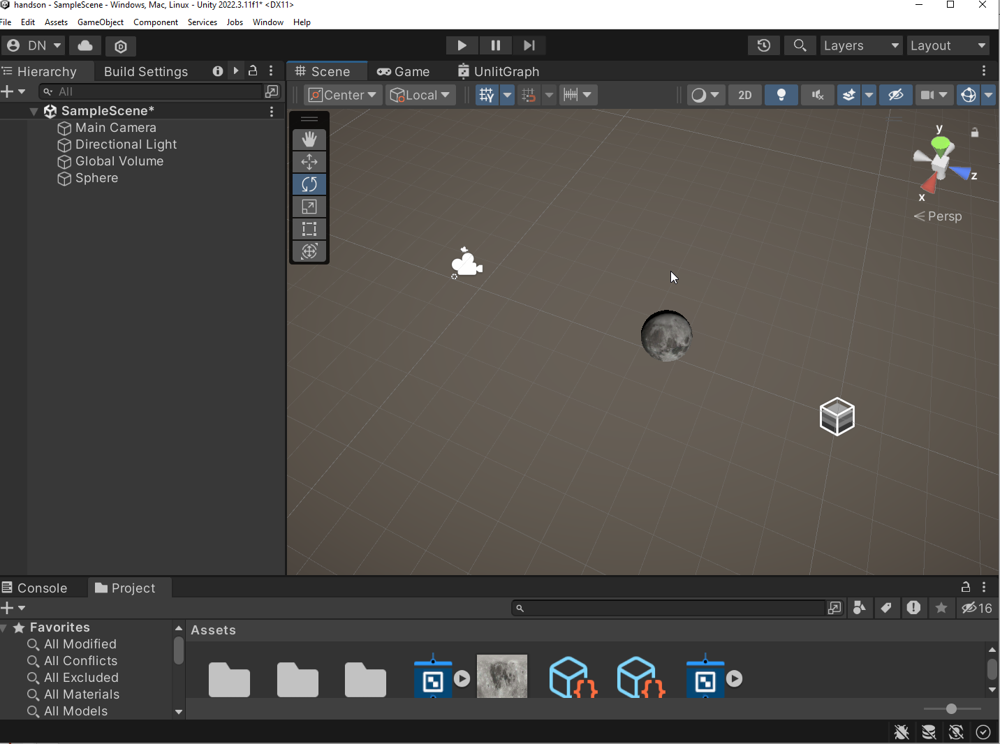 handson - SampleScene - Windows, Mac, Linux - Unity 2022.3.11f1* <DX11>
File Edit Assets GameObject Component Services Jobs Window Help
DN Layers Layout
Hierarchy Build Settings Scene Game UnlitGraph
All Center Local 2D
SampleScene*
Main Camera
Directional Light
Global Volume
Sphere
y
z
x
Persp
Console Project
16
Favorites Assets
All Modified
All Conflicts
All Excluded
All Materials
All Models